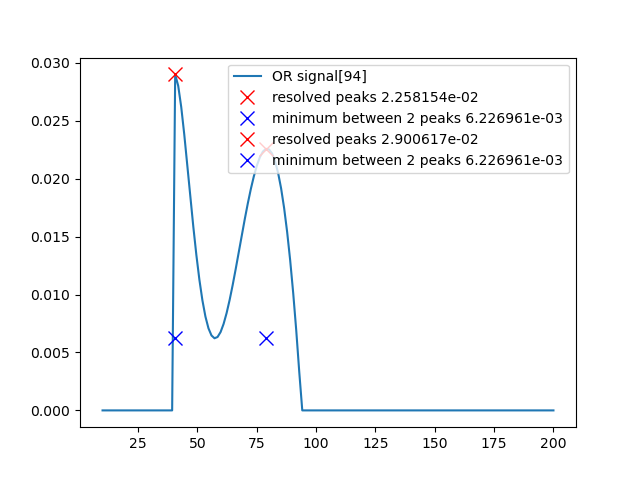 0.030
0.025
0.020
0.015
0.010
0.005
0.000
OR signal[94]
resolved peaks 2.258154e-02
minimum between 2 peaks 6.226961e-03
resolved peaks 2.900617e-02
minimum between 2 peaks 6.226961e-03
25 50 75 100 125 150 175 200